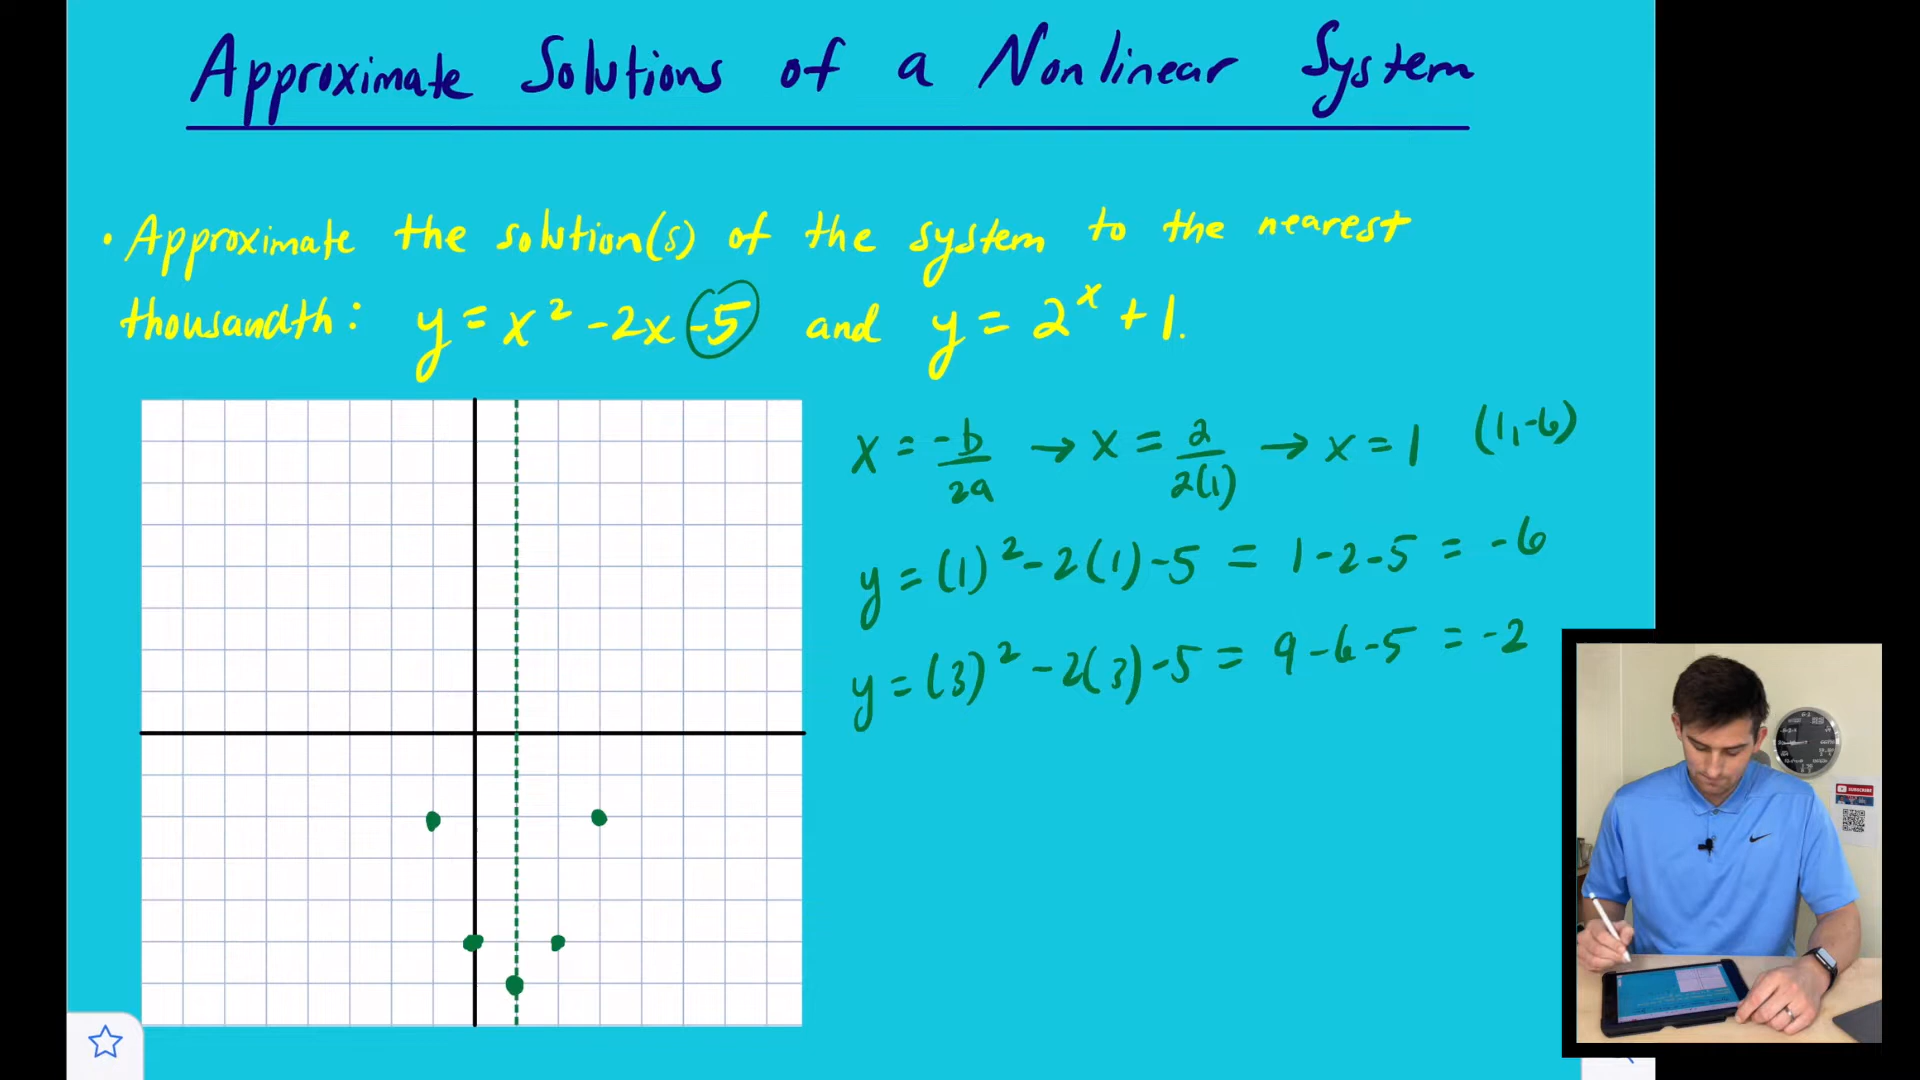 Approximate Solutions of a Nonlinear System
• Approximate the solution(s) of the system to the nearest
thousandth: y = x² - 2x - 5 and y = 2ˣ + 1.
x = -b/2a → x = 2/2(1) → x = 1 (1,-6)
y = (1)² - 2(1) - 5 = 1 - 2 - 5 = -6
y = (3)² - 2(3) - 5 = 9 - 6 - 5 = -2
SUBSCRIBE